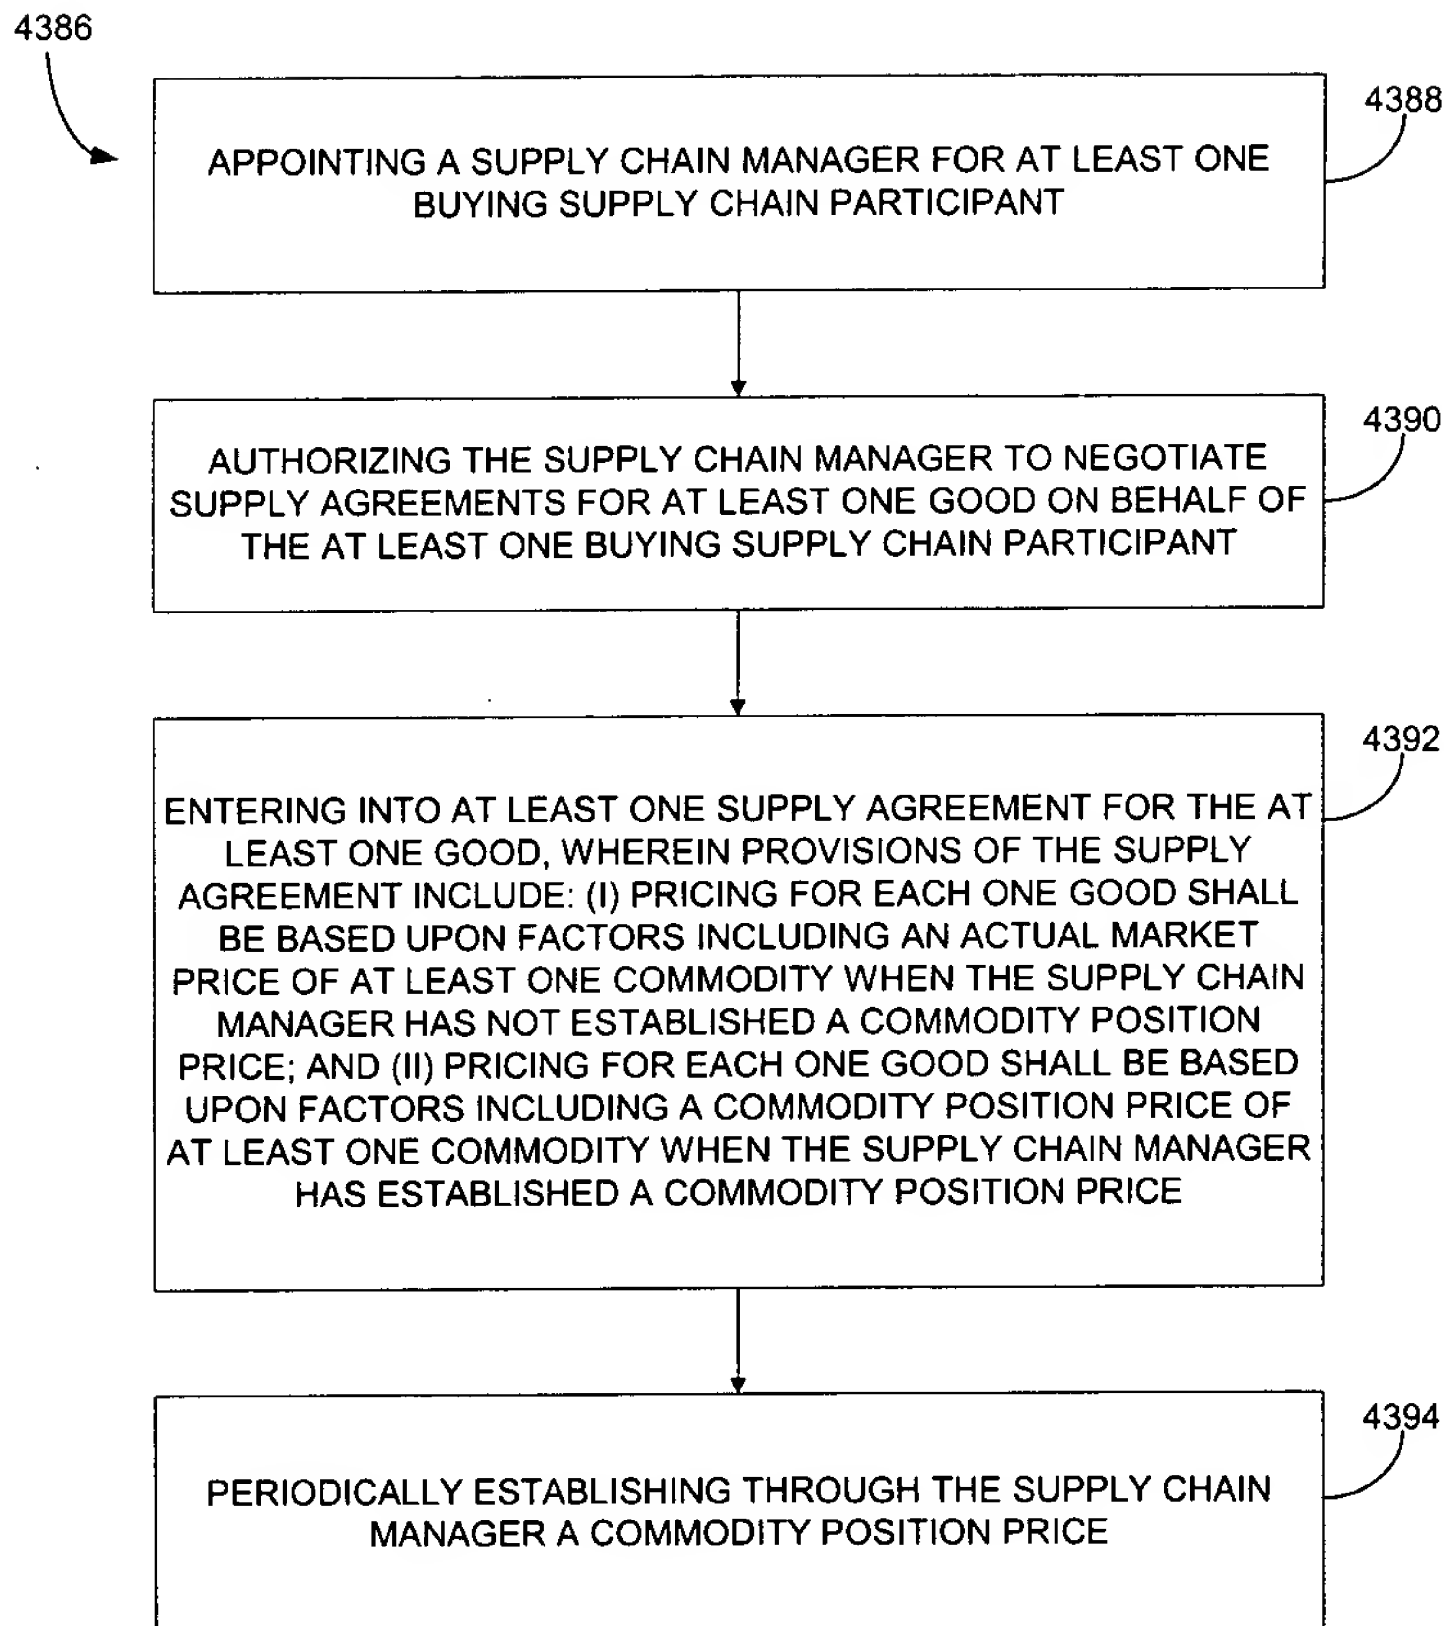 4386
4388
APPOINTING A SUPPLY CHAIN MANAGER FOR AT LEAST ONE
BUYING SUPPLY CHAIN PARTICIPANT
4390
AUTHORIZING THE SUPPLY CHAIN MANAGER TO NEGOTIATE
SUPPLY AGREEMENTS FOR AT LEAST ONE GOOD ON BEHALF OF
THE AT LEAST ONE BUYING SUPPLY CHAIN PARTICIPANT
4392
ENTERING INTO AT LEAST ONE SUPPLY AGREEMENT FOR THE AT
LEAST ONE GOOD, WHEREIN PROVISIONS OF THE SUPPLY
AGREEMENT INCLUDE: (I) PRICING FOR EACH ONE GOOD SHALL
BE BASED UPON FACTORS INCLUDING AN ACTUAL MARKET
PRICE OF AT LEAST ONE COMMODITY WHEN THE SUPPLY CHAIN
MANAGER HAS NOT ESTABLISHED A COMMODITY POSITION
PRICE; AND (II) PRICING FOR EACH ONE GOOD SHALL BE BASED
UPON FACTORS INCLUDING A COMMODITY POSITION PRICE OF
AT LEAST ONE COMMODITY WHEN THE SUPPLY CHAIN MANAGER
HAS ESTABLISHED A COMMODITY POSITION PRICE
4394
PERIODICALLY ESTABLISHING THROUGH THE SUPPLY CHAIN
MANAGER A COMMODITY POSITION PRICE